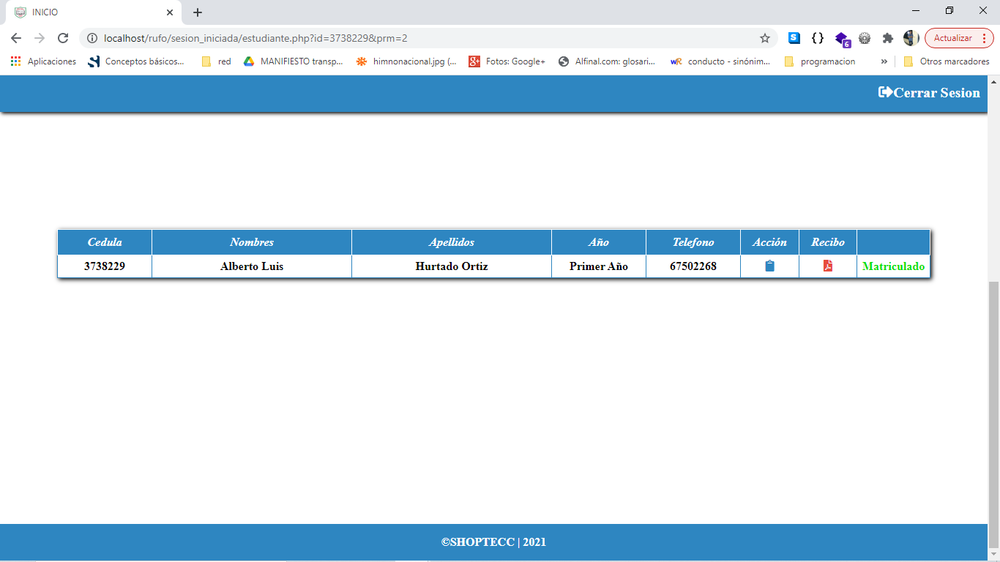 INICIO
localhost/rufo/sesion_iniciada/estudiante.php?id=3738229&prm=2
6
Actualizar
Aplicaciones Conceptos básicos... red MANIFIESTO transp... himnonacional.jpg (... Fotos: Google+ Alfinal.com: glosari... conducto - sinónim... programacion » Otros marcadores
Cerrar Sesion
Cedula Nombres Apellidos Año Telefono Acción Recibo
3738229 Alberto Luis Hurtado Ortiz Primer Año 67502268 Matriculado
©SHOPTECC | 2021